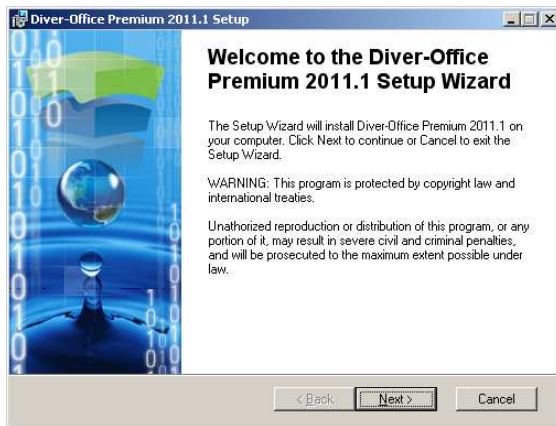 Diver-Office Premium 2011.1 Setup
Welcome to the Diver-Office
Premium 2011.1 Setup Wizard
The Setup Wizard will install Diver-Office Premium 2011.1 on
your computer. Click Next to continue or Cancel to exit the
Setup Wizard.
WARNING: This program is protected by copyright law and
international treaties.
Unathorized reproduction or distribution of this program, or any
portion of it, may result in severe civil and criminal penalties,
and will be prosecuted to the maximum extent possible under
law.
< Back Next > Cancel